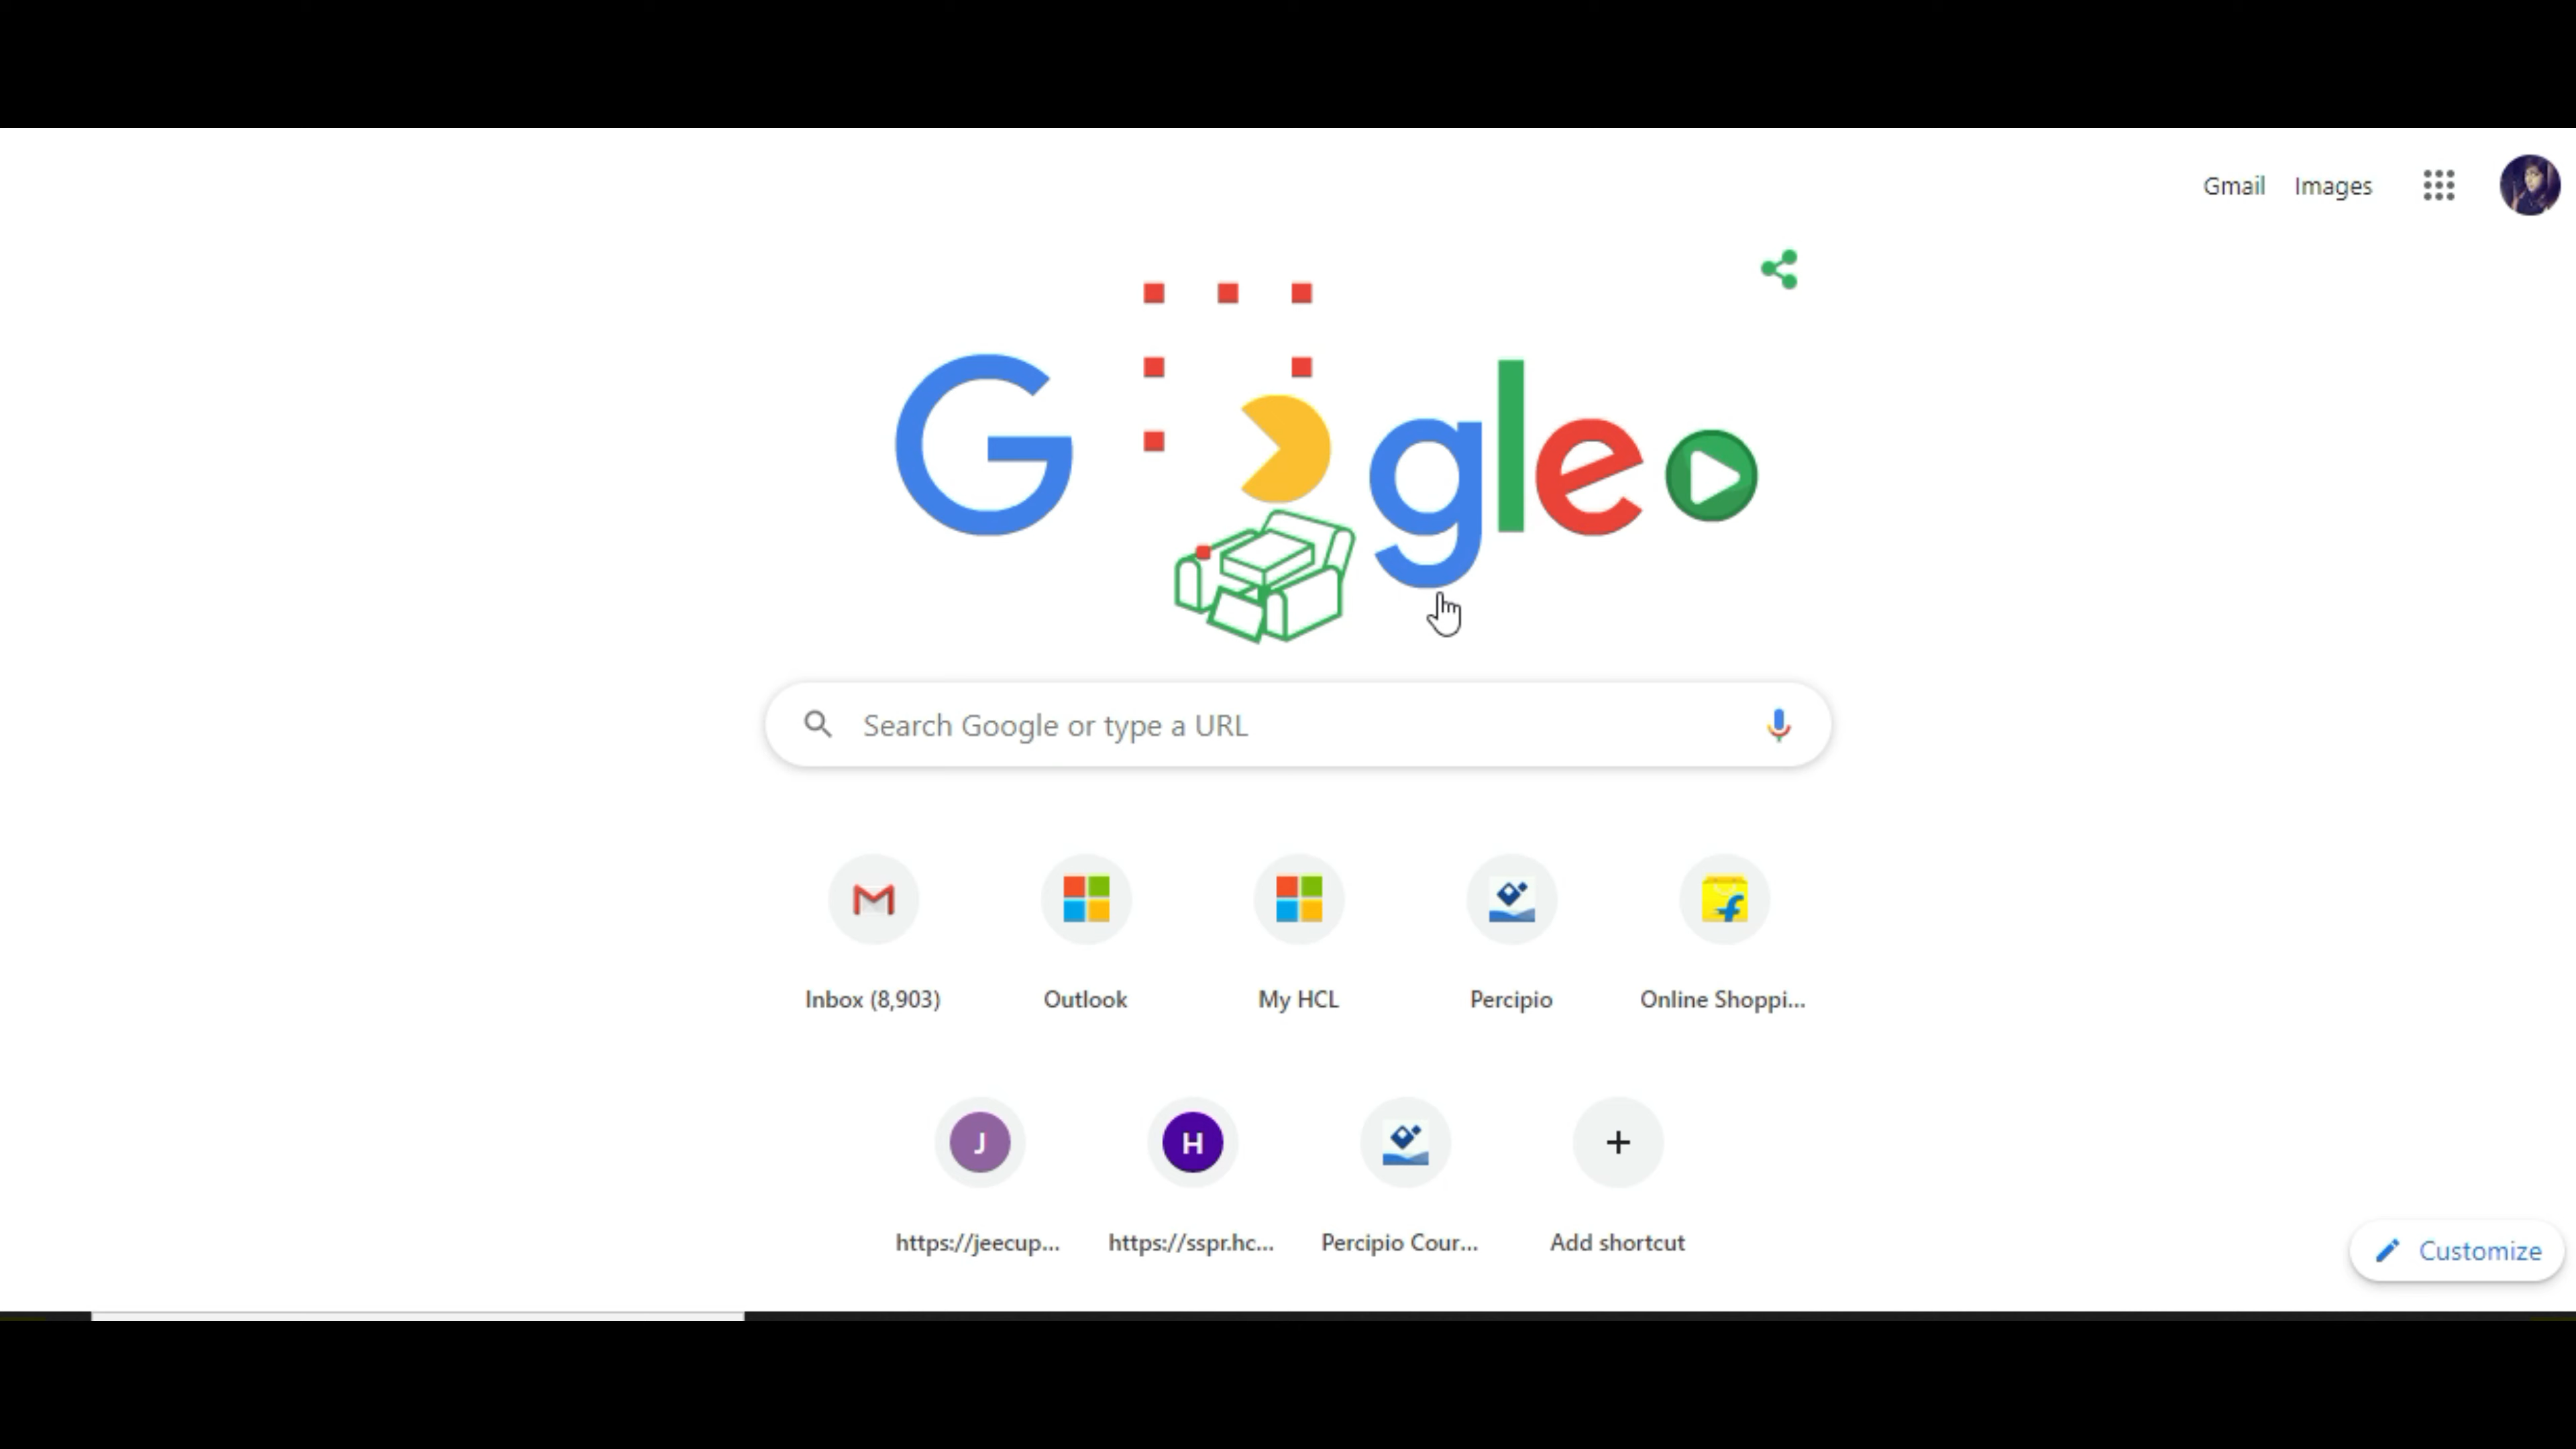 Gmail Images
Google
Search Google or type a URL
Inbox (8,903) Outlook My HCL Percipio Online Shoppi...
J H
https://jeecup... https://sspr.hc... Percipio Cour... Add shortcut
Customize